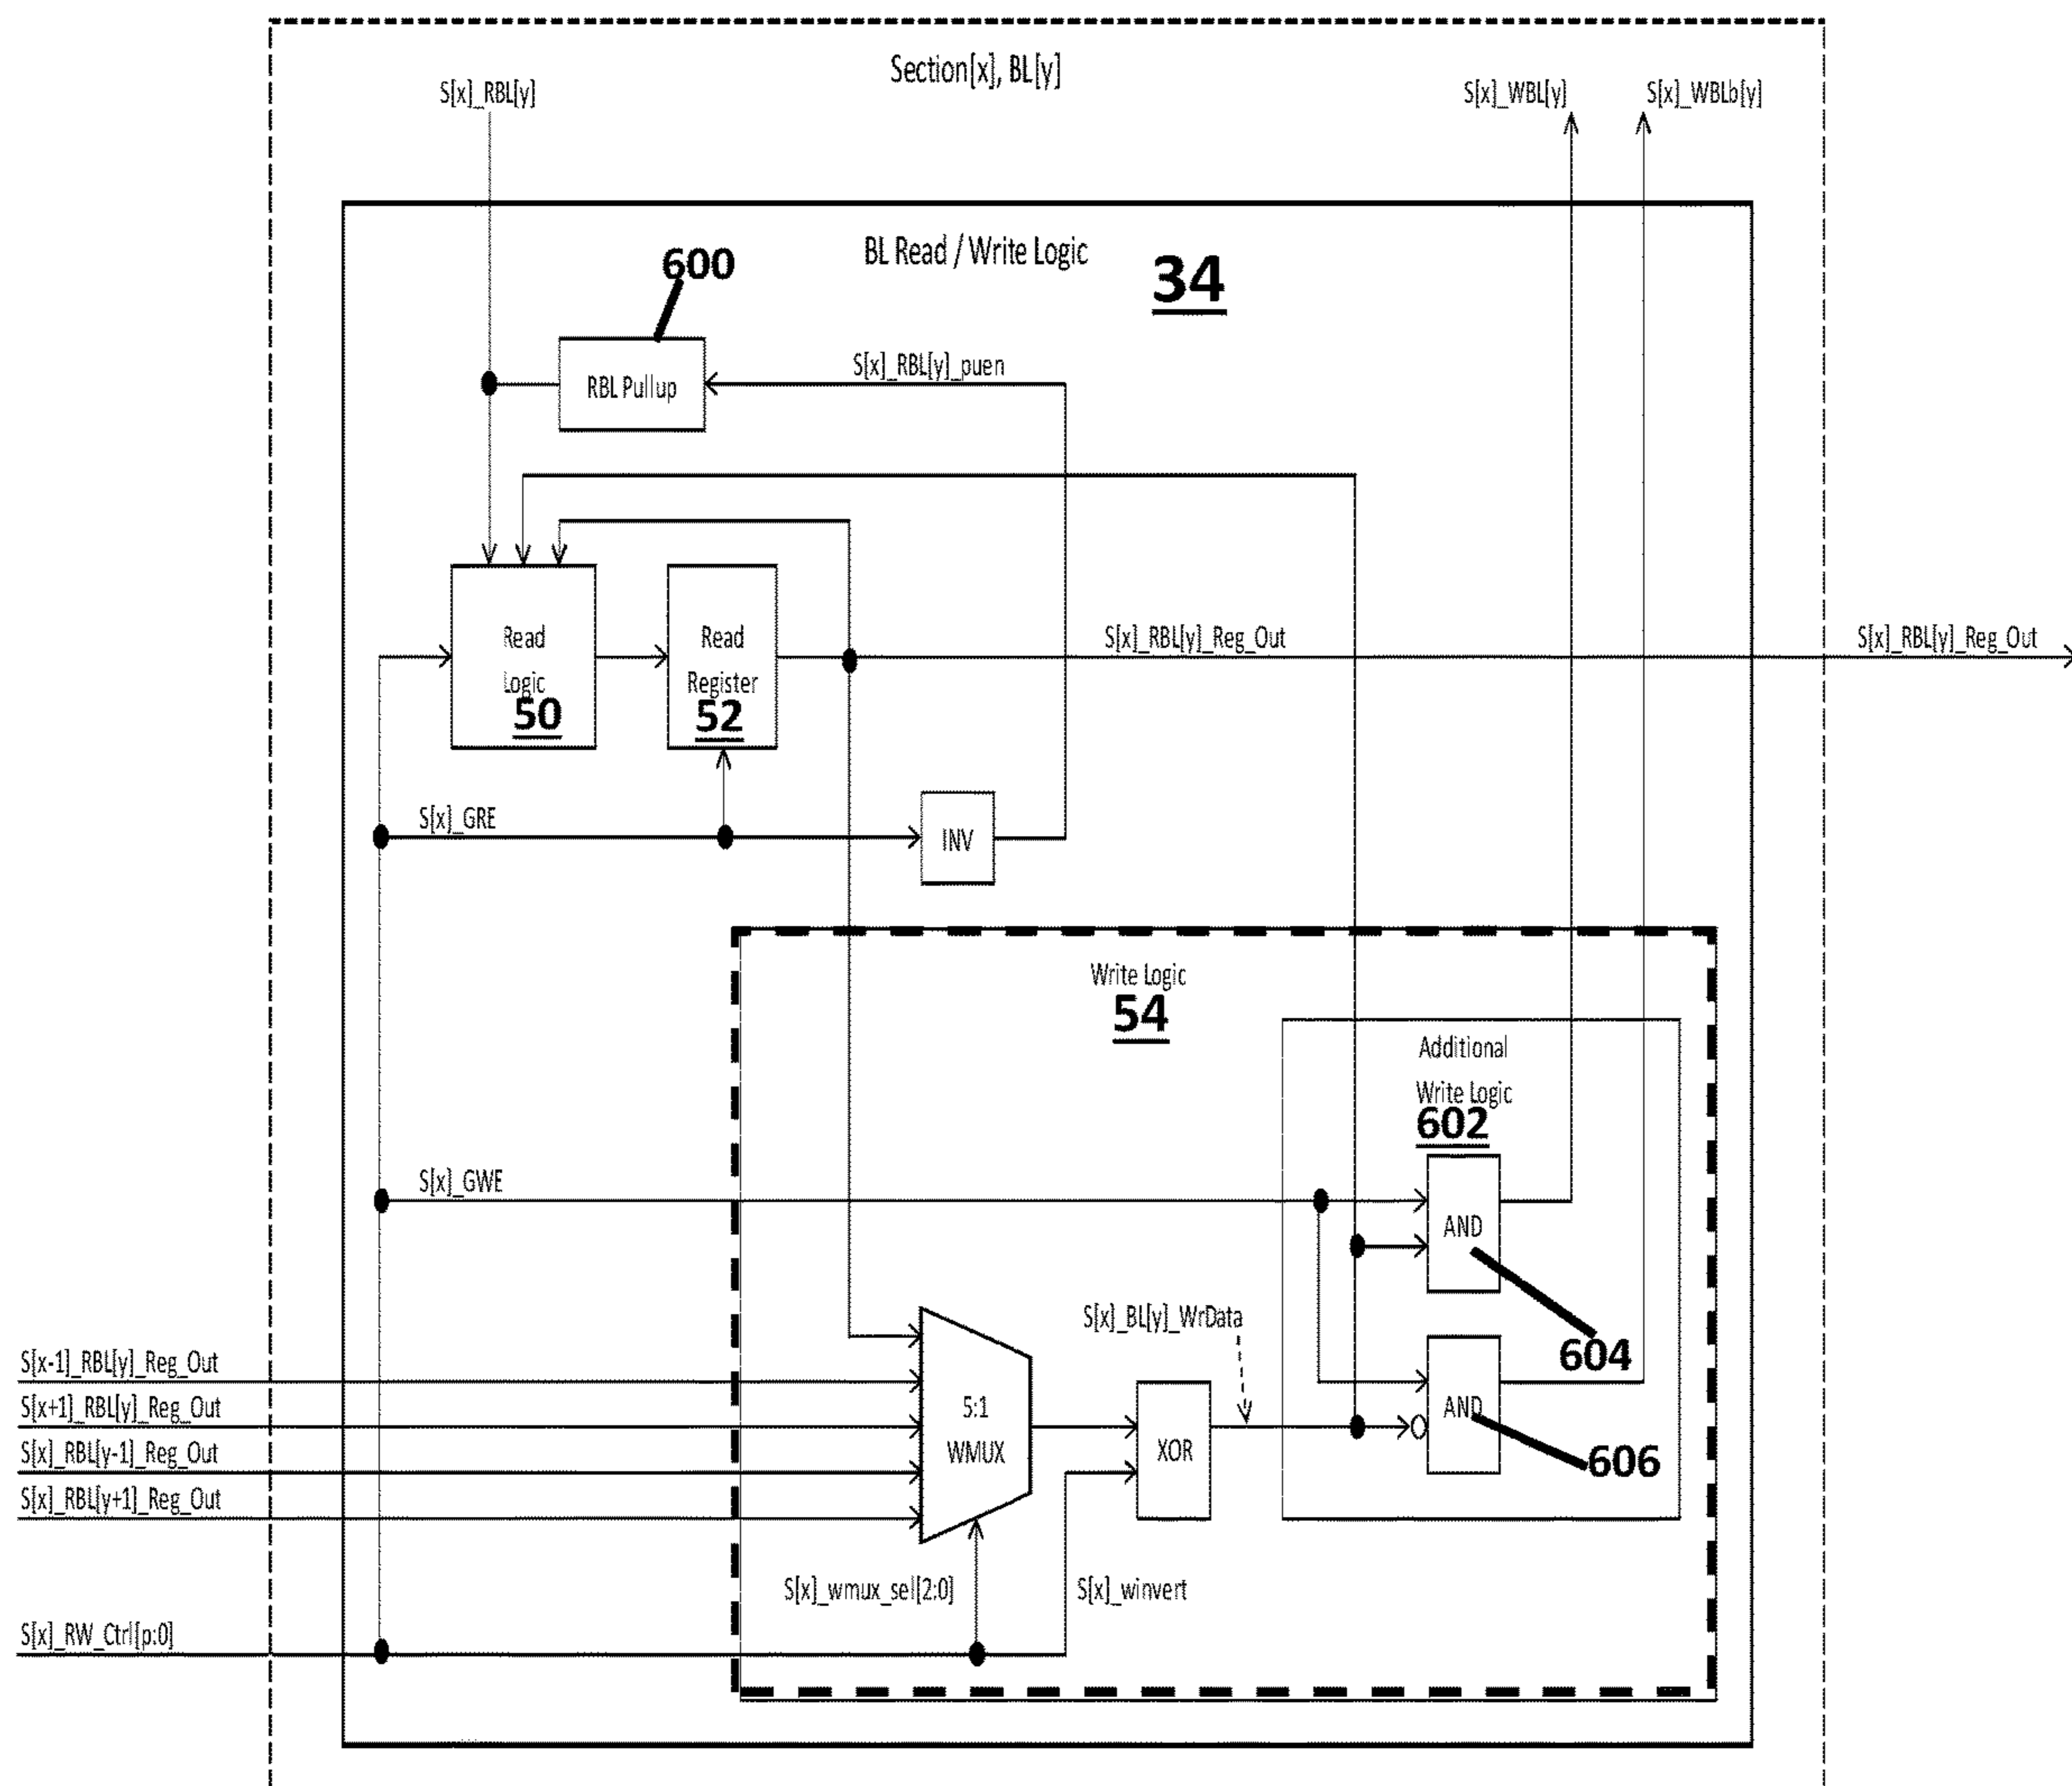 Section[x], BL[y]
S[x]_RBL[y]
S[x]_WBL[y]
S[x]_WBLb[y]
BL Read / Write Logic
34
600
RBL Pullup
S[x]_RBL[y]_puen
Read
Logic
50
Read
Register
52
S[x]_RBL[y]_Reg_Out
S[x]_RBL[y]_Reg_Out
S[x]_GRE
INV
Write Logic
54
Additional
Write Logic
602
S[x]_GWE
AND
604
S[x]_BL[y]_WrData
AND
606
S[x-1]_RBL[y]_Reg_Out
S[x+1]_RBL[y]_Reg_Out
S[x]_RBL[y-1]_Reg_Out
S[x]_RBL[y+1]_Reg_Out
5:1
WMUX
XOR
S[x]_wmux_sel[2:0]
S[x]_winvert
S[x]_RW_Ctrl[p:0]